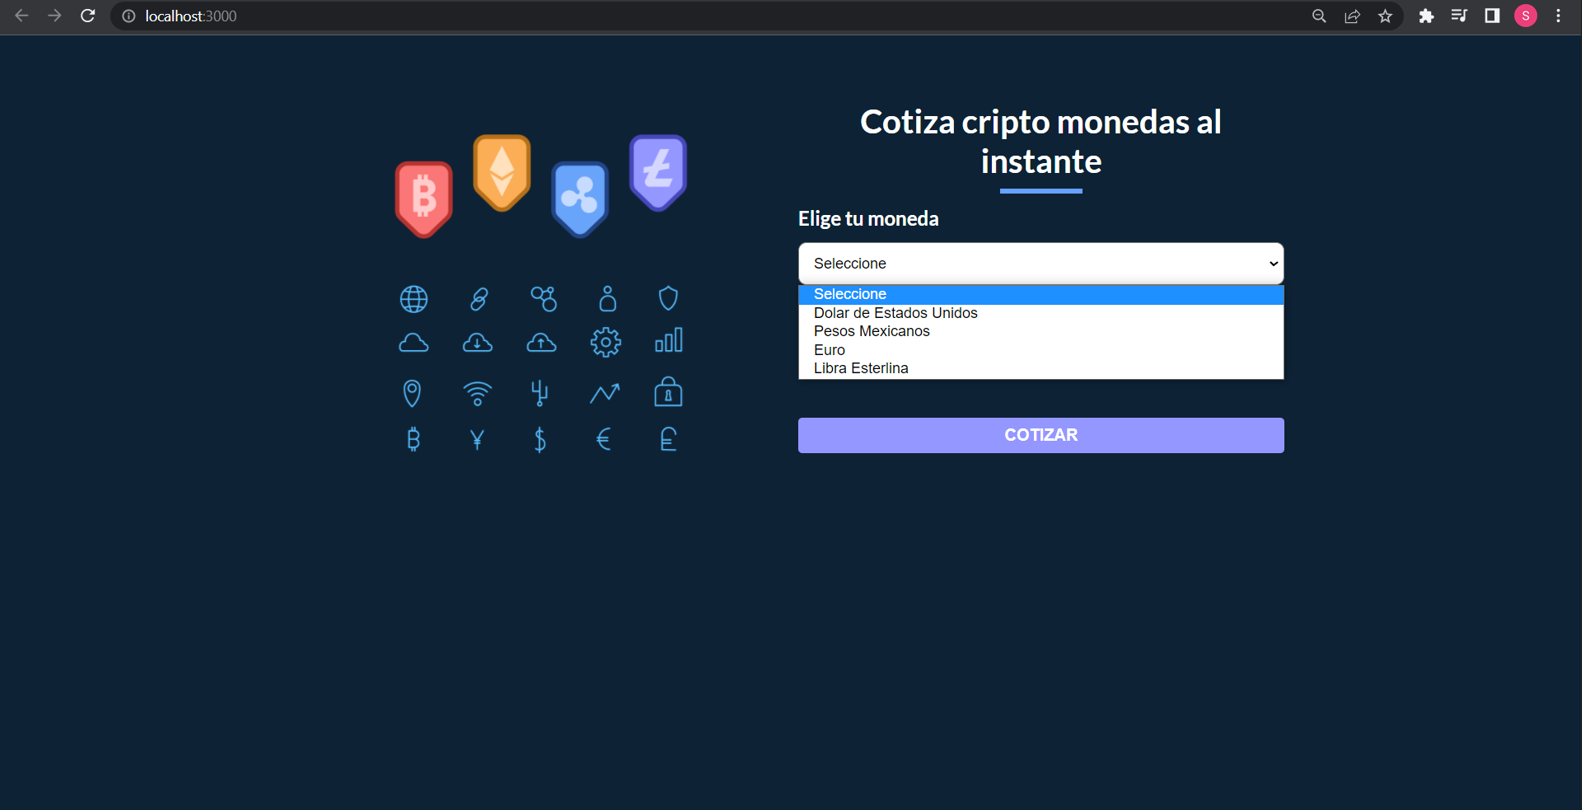 localhost:3000
S
Cotiza cripto monedas al
instante
Elige tu moneda
Seleccione
Seleccione
Dolar de Estados Unidos
Pesos Mexicanos
Euro
Libra Esterlina
COTIZAR